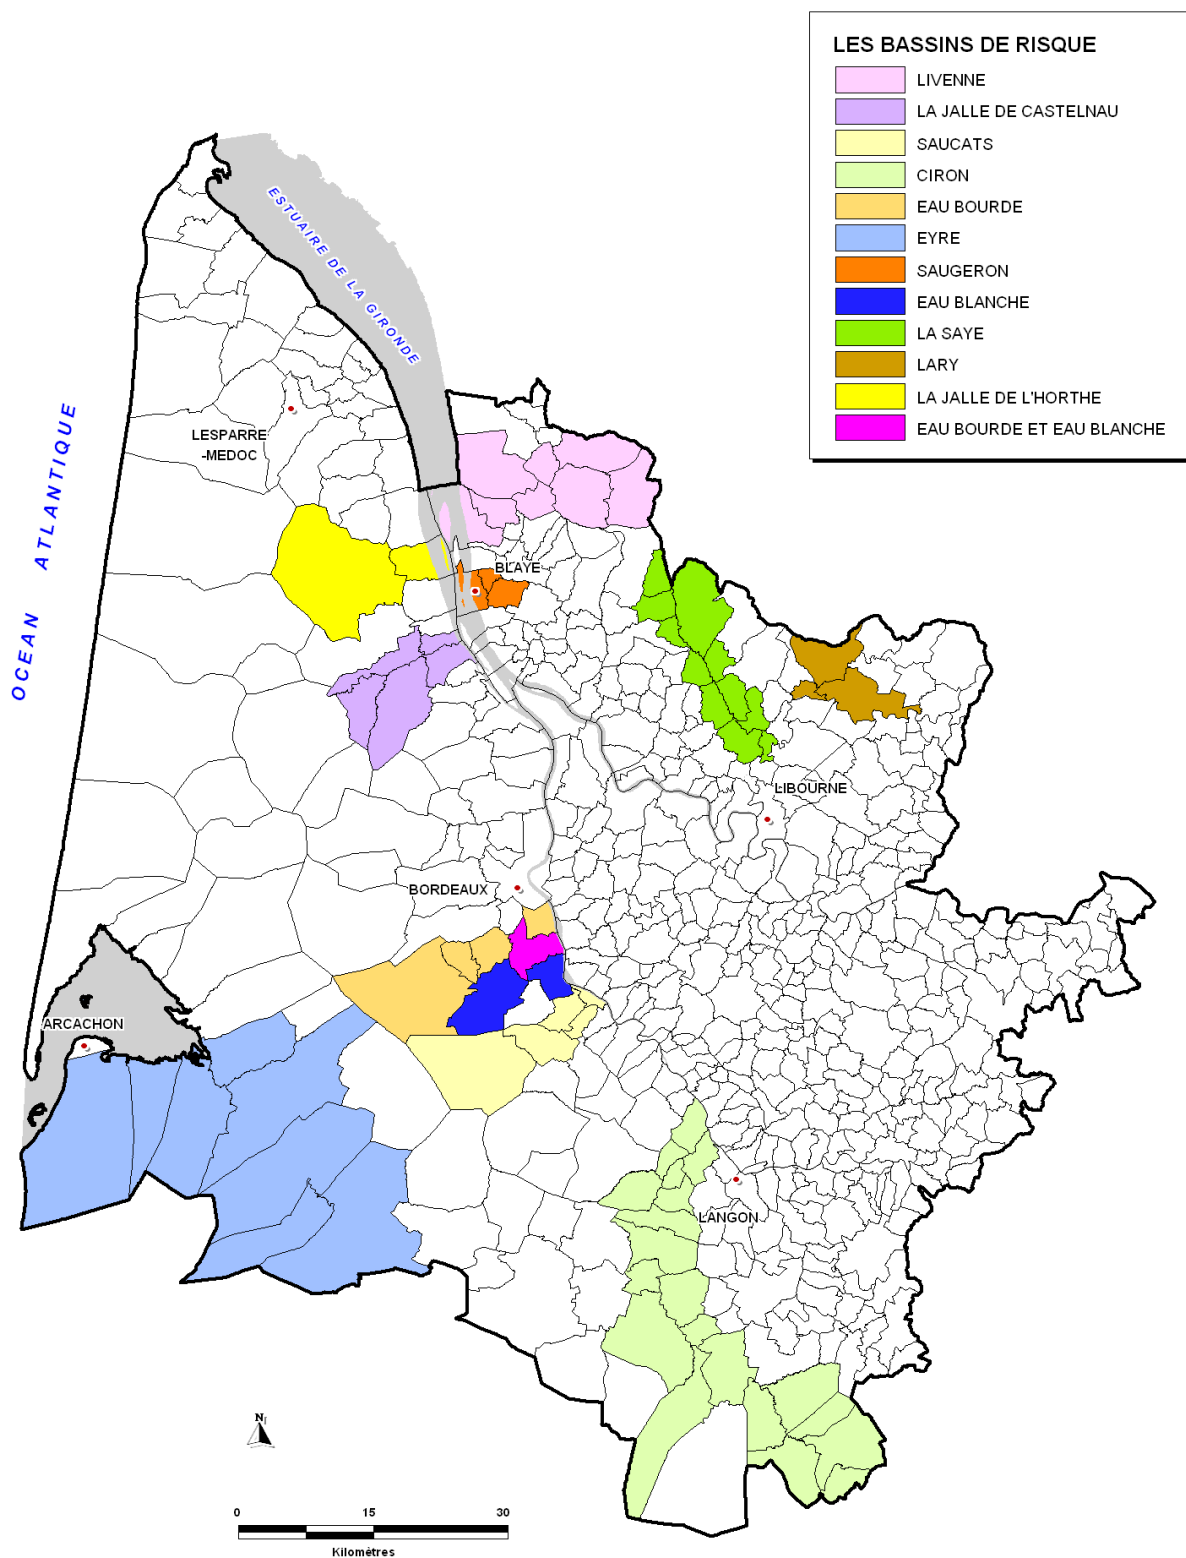 LES BASSINS DE RISQUE
LIVENNE
LA JALLE DE CASTELNAU
SAUCATS
CIRON
EAU BOURDE
EYRE
SAUGERON
EAU BLANCHE
LA SAYE
LARY
LA JALLE DE L'HORTHE
EAU BOURDE ET EAU BLANCHE
ESTUAIRE DE LA GIRONDE
OCEAN ATLANTIQUE
LESPARRE
-MEDOC
BLAYE
LIBOURNE
BORDEAUX
ARCACHON
LANGON
N
0 15 30
Kilomètres